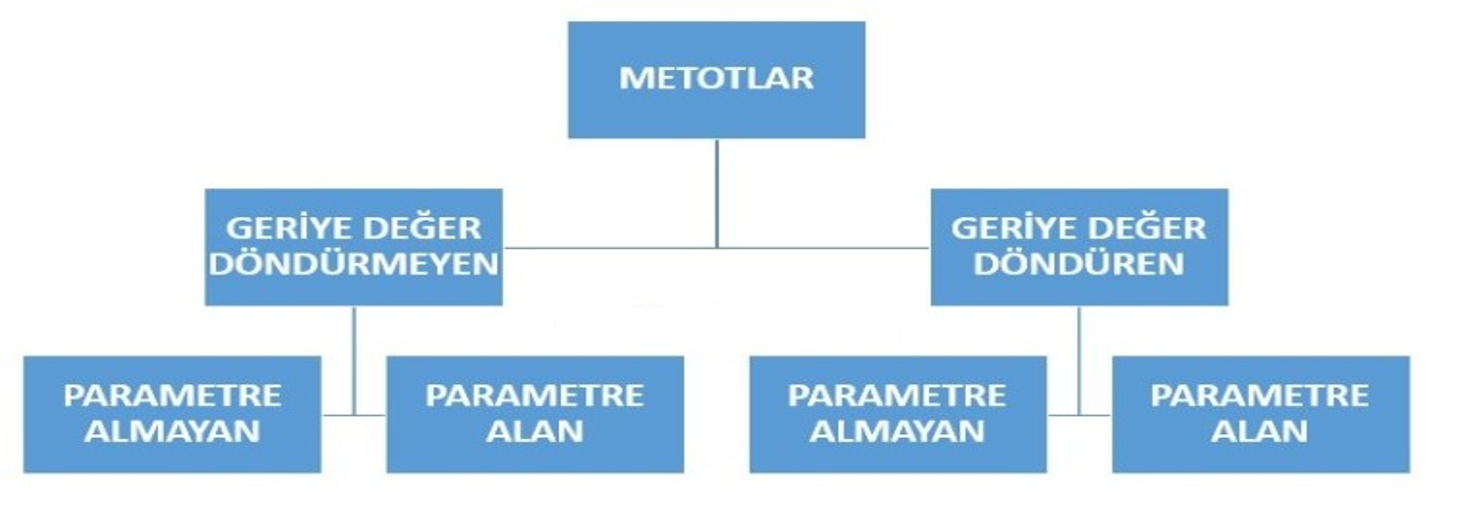 METOTLAR
GERİYE DEĞER
DÖNDÜRMEYEN
GERİYE DEĞER
DÖNDÜREN
PARAMETRE
ALMAYAN
PARAMETRE
ALAN
PARAMETRE
ALMAYAN
PARAMETRE
ALAN